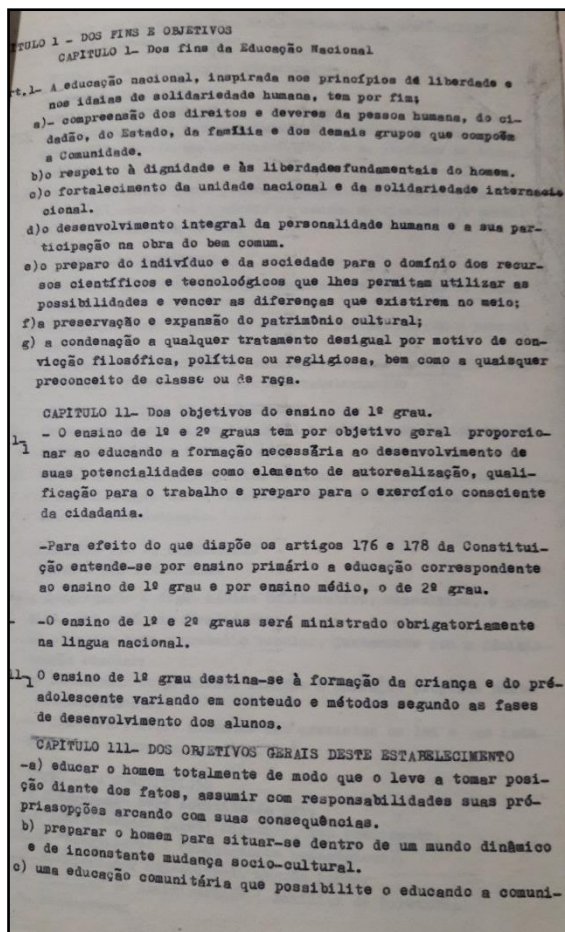 TULO 1 - DOS FINS E OBJETIVOS
CAPÍTULO 1- Dos fins da Educação Nacional
rt.1- A educação nacional, inspirada nos princípios de liberdade e
nos ideias de solidariedade humana, tem por fim;
a)- compreensão dos direitos e deveres da pessoa humana, do ci-
dadão, do Estado, da família e dos demais grupos que compoẽm
a Comunidade.
b)o respeito à dignidade e às liberdadesfundamentais do homem.
c)o fortalecimento da unidade nacional e da solidariedade internacio
cional.
d)o desenvolvimento integral da personalidade humana e a sua par-
ticipação na obra do bem comum.
e)o preparo do indivíduo e da sociedade para o domínio dos recur-
sos científicos e tecnoloógicos que lhes permitam utilizar as
possibilidades e vencer as diferenças que existirem no meio;
f)a preservação e expansão do patrimônio cultural;
g) a condenação a qualquer tratamento desigual por motivo de con-
vicção filosófica, política ou regligiosa, bem como a quaisquer
preconceito de classe ou de raça.
CAPÍTULO 11- Dos objetivos do ensino de 1º grau.
1-1 - O ensino de 1º e 2º graus tem por objetivo geral proporcio-
nar ao educando a formação necessãria ao desenvolvimento de
suas potencialidades como elemento de autorealização, quali-
ficação para o trabalho e preparo para o exercício consciente
da cidadania.
-Para efeito do que dispõe os artigos 176 e 178 da Constitui-
ção entende-se por ensino primário a educação correspondente
ao ensino de 1º grau e por ensino médio, o de 2º grau.
- -O ensino de 1º e 2º graus será ministrado obrigatoriamente
na lingua nacional.
11-1 O ensino de 1º grau destina-se à formação da criança e do pré-
adolescente variando em conteudo e métodos segundo as fases
de desenvolvimento dos alunos.
CAPÍTULO 111- DOS OBJETIVOS GERAIS DESTE ESTABELECIMENTO
-a) educar o homem totalmente de modo que o leve a tomar posi-
ção diante dos fatos, assumir com responsabilidades suas pró-
priasopções arcando com suas consequências.
b) preparar o homem para situar-se dentro de um mundo dinâmico
e de inconstante mudança socio-cultural.
c) uma educação comunitária que possibilite o educando a comuni-